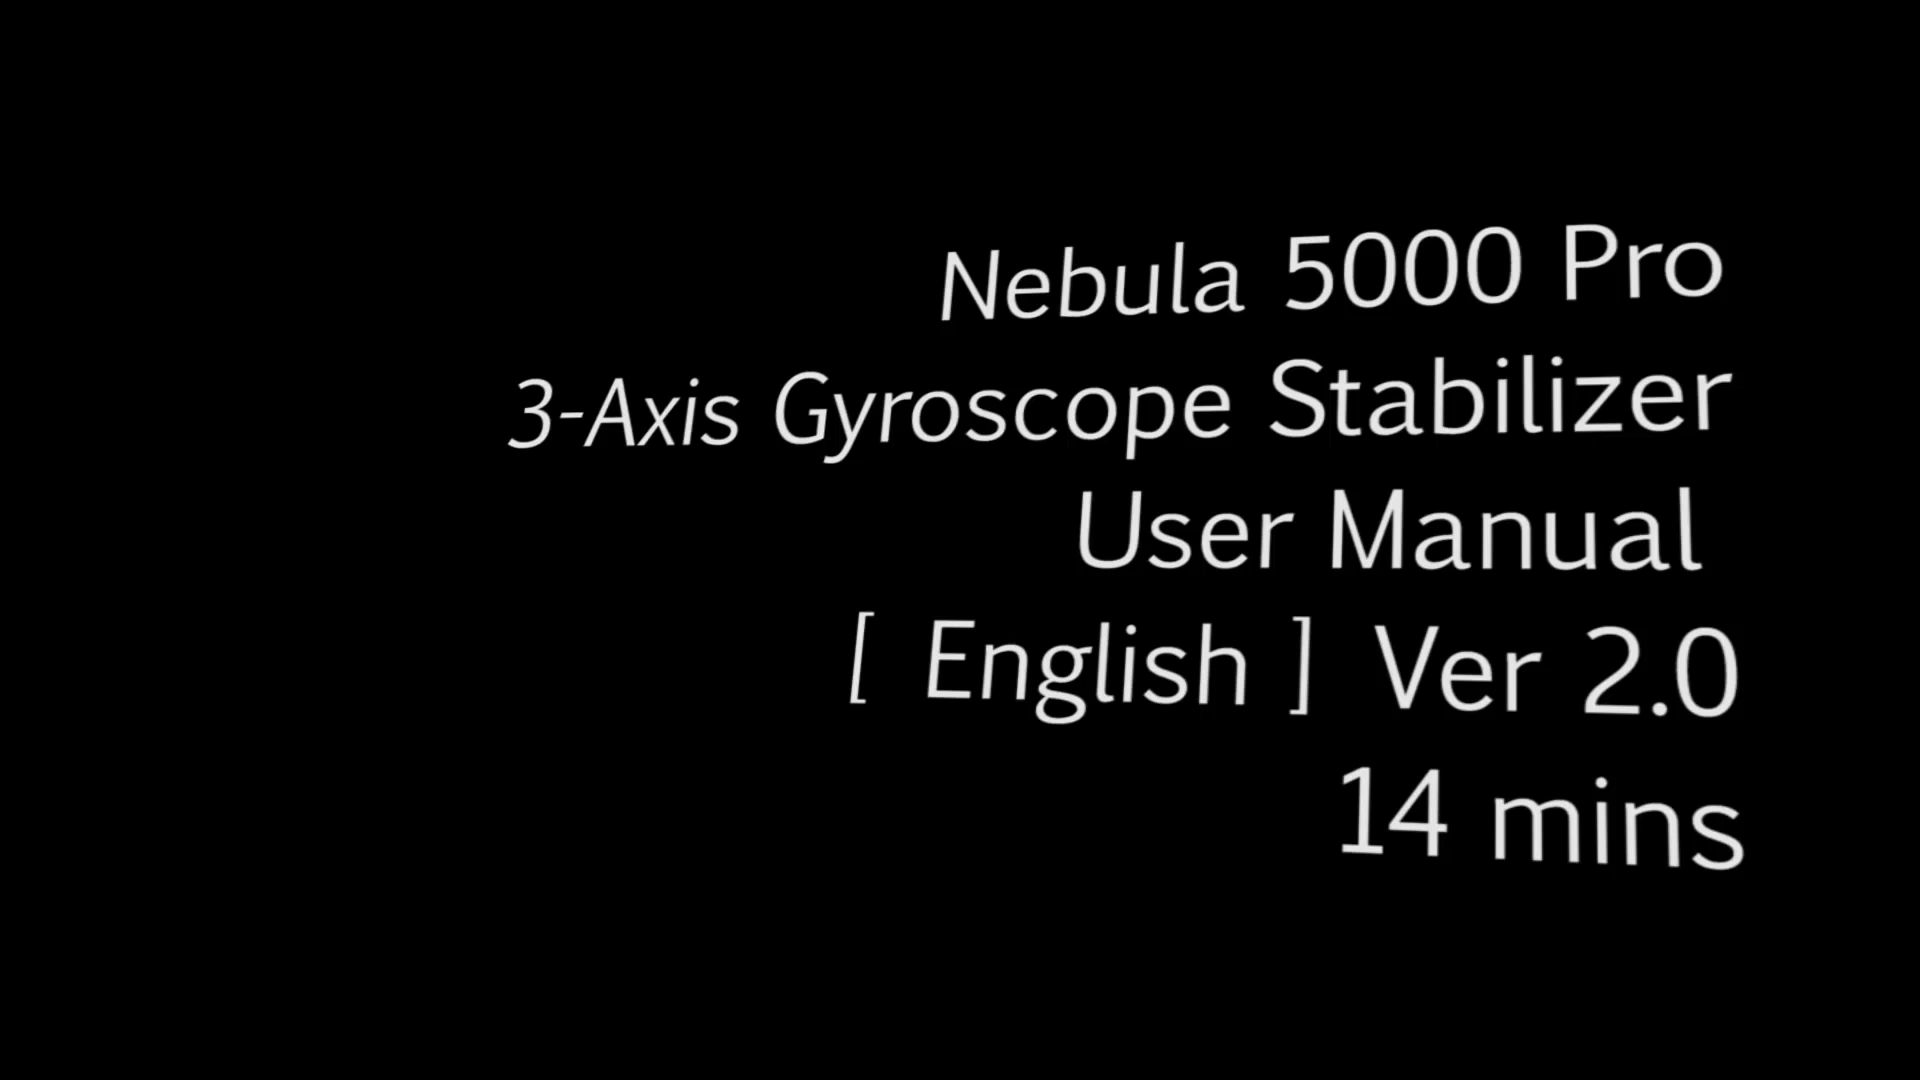 Nebula 5000 Pro
3-Axis Gyroscope Stabilizer
User Manual
[ English ] Ver 2.0
14 mins